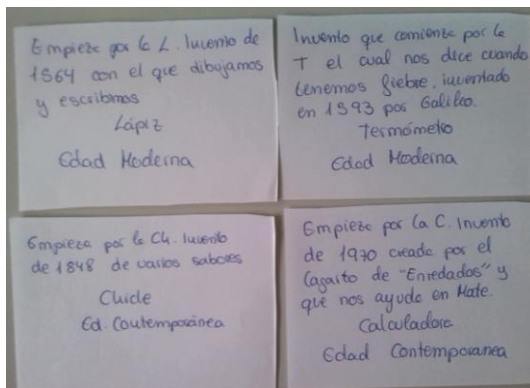 Empieza por la L. Invento de
1564 con el que dibujamos
y escribimos
Lápiz
Edad Moderna
Invento que comienza por la
T el cual nos dice cuando
tenemos fiebre, inventado
en 1593 por Galileo.
Termómetro
Edad Moderna
Empieza por la Ch. Invento
de 1848 de varios sabores
Chicle
Ed. Contemporánea
Empieza por la C. Invento
de 1970 creado por el
Lagarto de "Enredados" y
que nos ayuda en Mate.
Calculadora
Edad Contemporanea